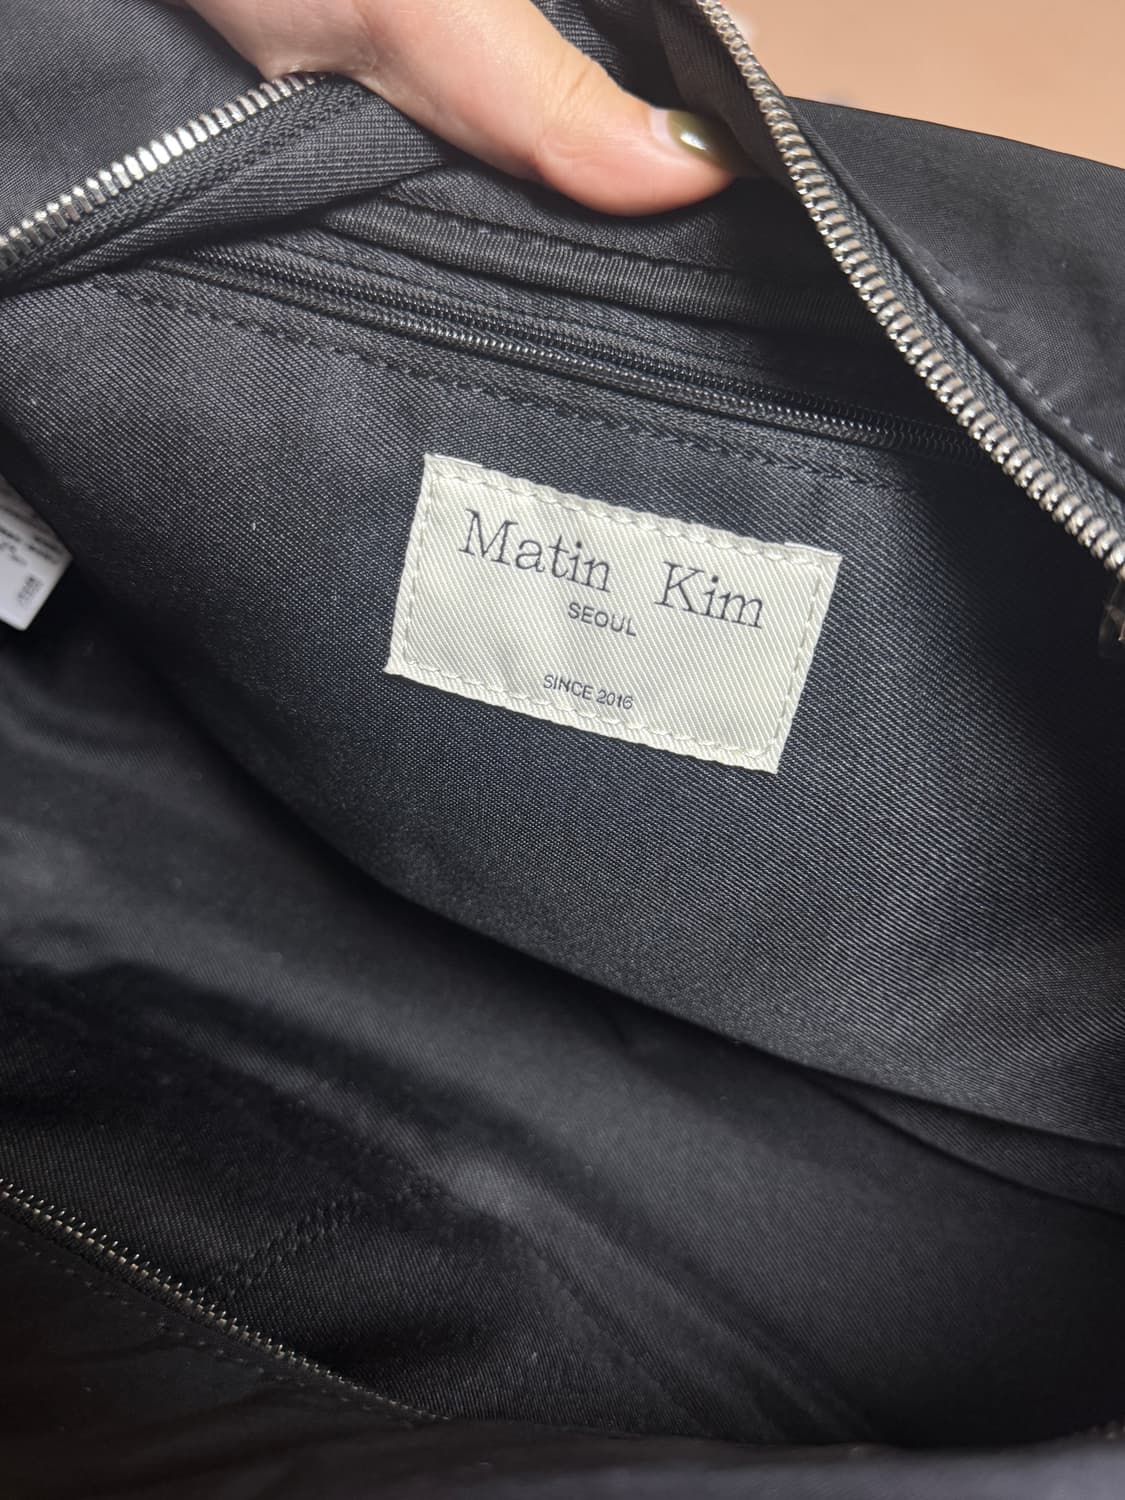 Matin Kim
SEOUL
SINCE 2016